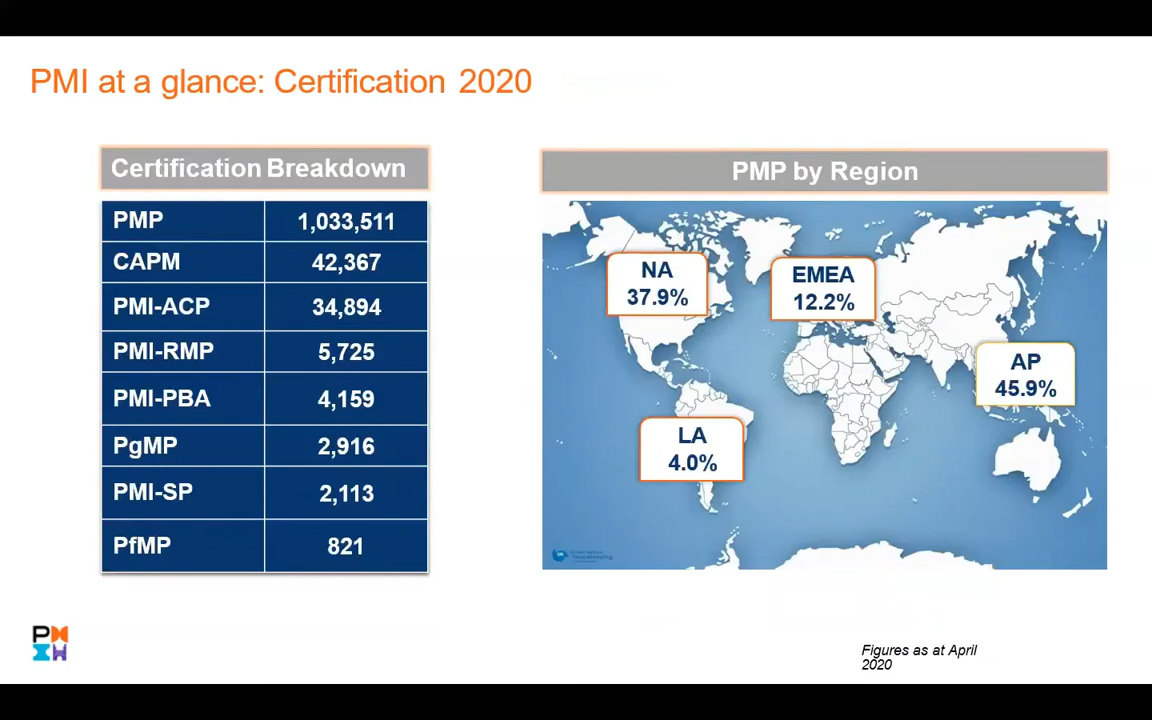 PMI at a glance: Certification 2020
Certification Breakdown
PMP 1,033,511
CAPM 42,367
PMI-ACP 34,894
PMI-RMP 5,725
PMI-PBA 4,159
PgMP 2,916
PMI-SP 2,113
PfMP 821
PMP by Region
NA
37.9%
EMEA
12.2%
AP
45.9%
LA
4.0%
Figures as at April
2020